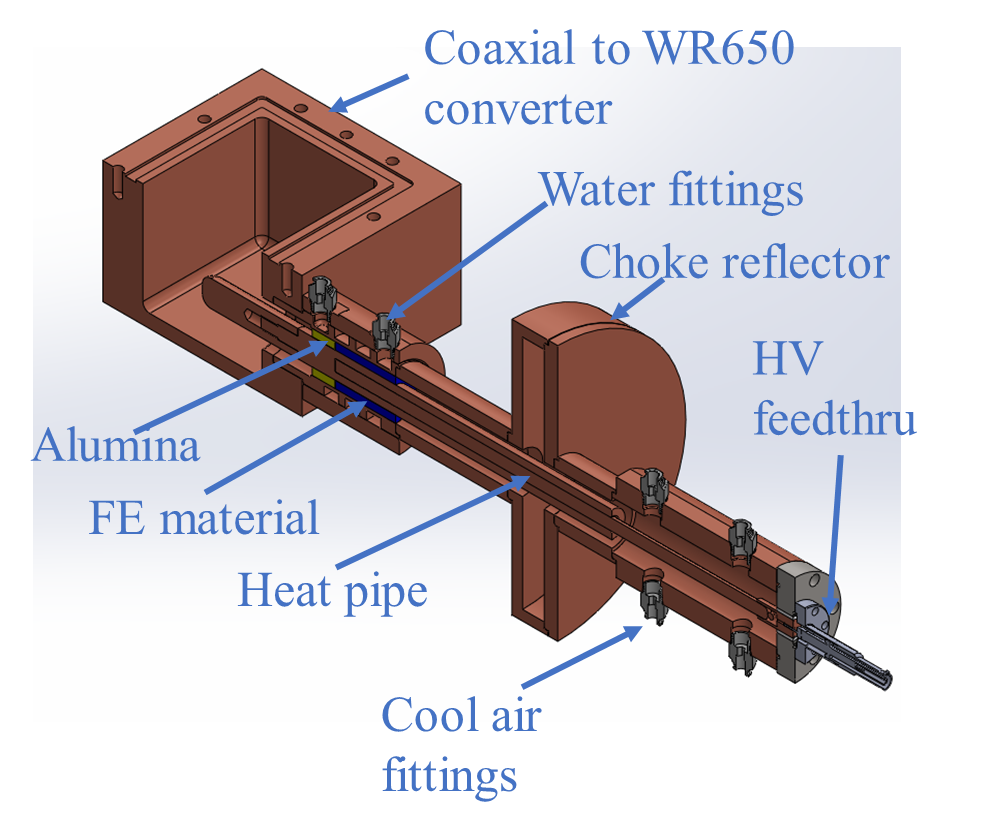 Coaxial to WR650
converter
Water fittings
Choke reflector
HV
feedthru
Alumina
FE material
Heat pipe
Cool air
fittings